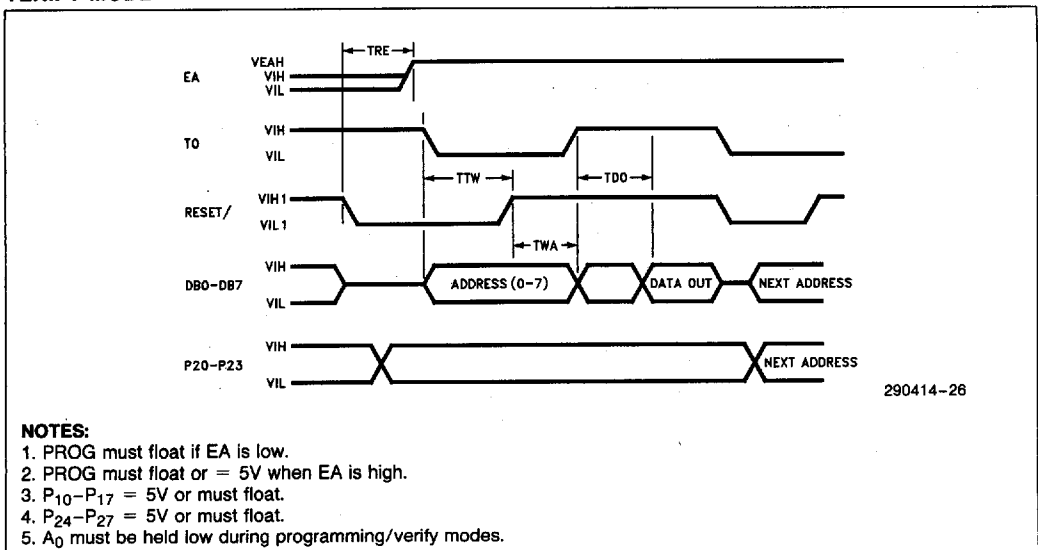 VERIFY MODE
TRE
VEAH
EA VIH
VIL
VIH
TO
VIL
TTW
TDO
VIH1
RESET/
VIL1
TWA
VIH
DB0-DB7 ADDRESS (0-7) DATA OUT NEXT ADDRESS
VIL
VIH
P20-P23 NEXT ADDRESS
VIL
290414-26
NOTES:
1. PROG must float if EA is low.
2. PROG must float or = 5V when EA is high.
3. P10–P17 = 5V or must float.
4. P24–P27 = 5V or must float.
5. A0 must be held low during programming/verify modes.